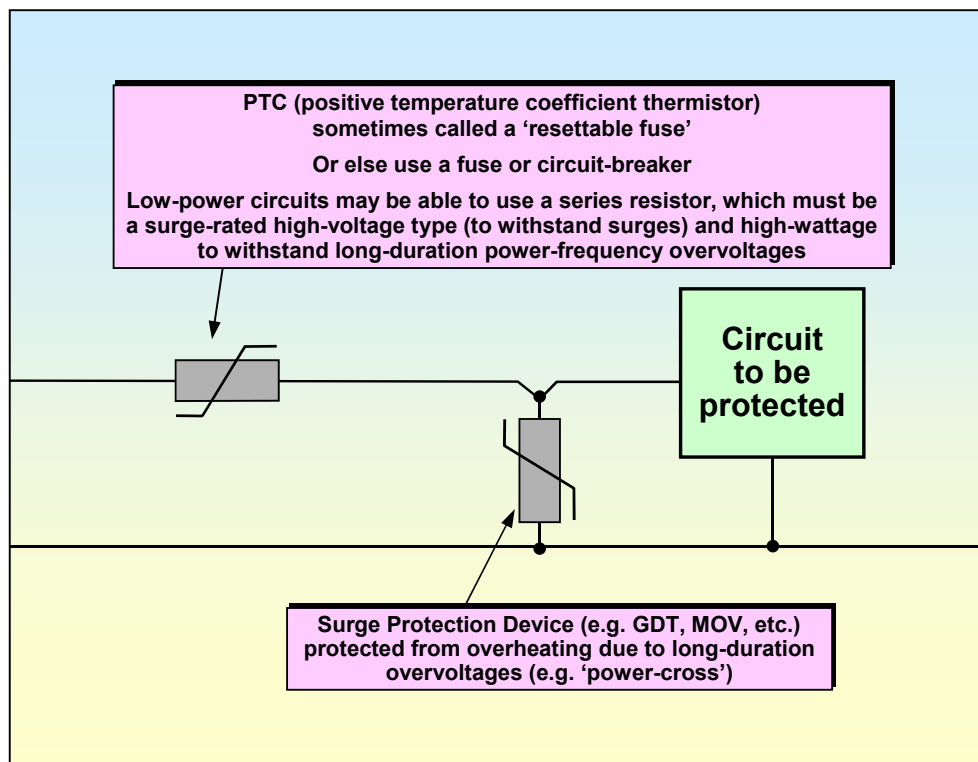 PTC (positive temperature coefficient thermistor)
sometimes called a ‘resettable fuse’
Or else use a fuse or circuit-breaker
Low-power circuits may be able to use a series resistor, which must be
a surge-rated high-voltage type (to withstand surges) and high-wattage
to withstand long-duration power-frequency overvoltages
Circuit
to be
protected
Surge Protection Device (e.g. GDT, MOV, etc.)
protected from overheating due to long-duration
overvoltages (e.g. ‘power-cross’)